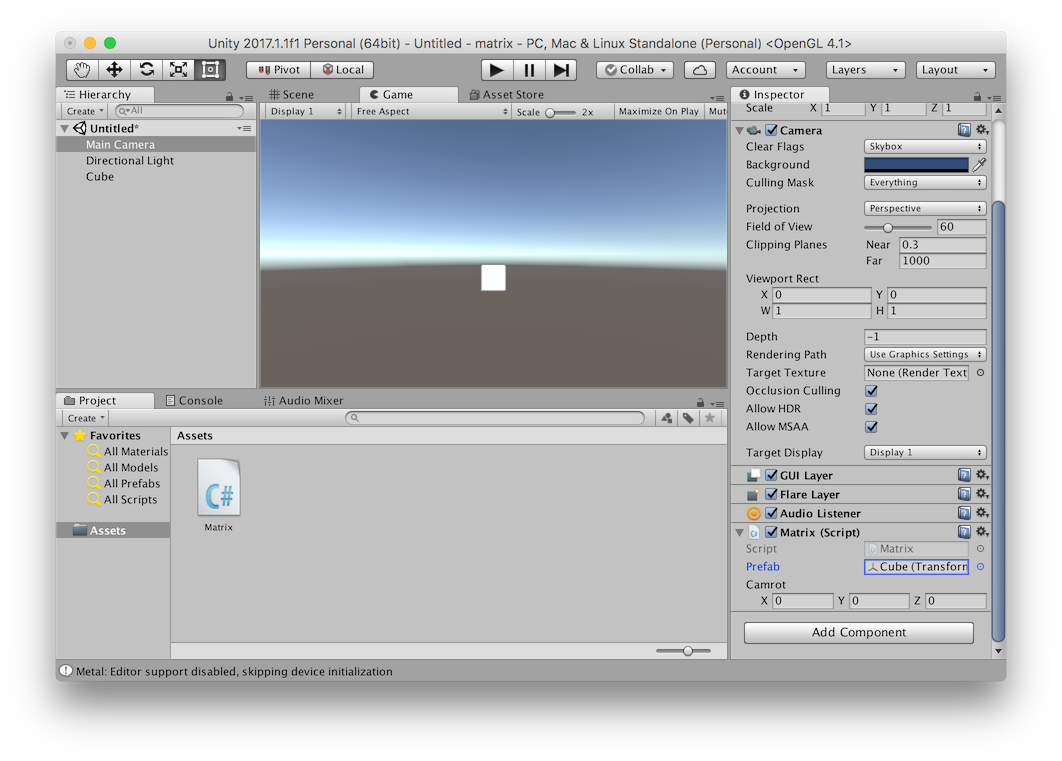 Unity 2017.1.1f1 Personal (64bit) - Untitled - matrix - PC, Mac & Linux Standalone (Personal) <OpenGL 4.1>
Pivot Local Collab Account Layers Layout
Hierarchy
Create All
Untitled*
Main Camera
Directional Light
Cube
Scene Game Asset Store
Display 1 Free Aspect Scale 2x Maximize On Play Mut
Project Console Audio Mixer
Create
Favorites
All Materials
All Models
All Prefabs
All Scripts
Assets
Assets
C#
Matrix
Inspector
Scale X 1 Y 1 Z 1
Camera
Clear Flags Skybox
Background
Culling Mask Everything
Projection Perspective
Field of View 60
Clipping Planes Near 0.3
Far 1000
Viewport Rect
X 0 Y 0
W 1 H 1
Depth -1
Rendering Path Use Graphics Settings
Target Texture None (Render Text
Occlusion Culling
Allow HDR
Allow MSAA
Target Display Display 1
GUI Layer
Flare Layer
Audio Listener
Matrix (Script)
Script Matrix
Prefab Cube (Transform
Camrot
X 0 Y 0 Z 0
Add Component
Metal: Editor support disabled, skipping device initialization